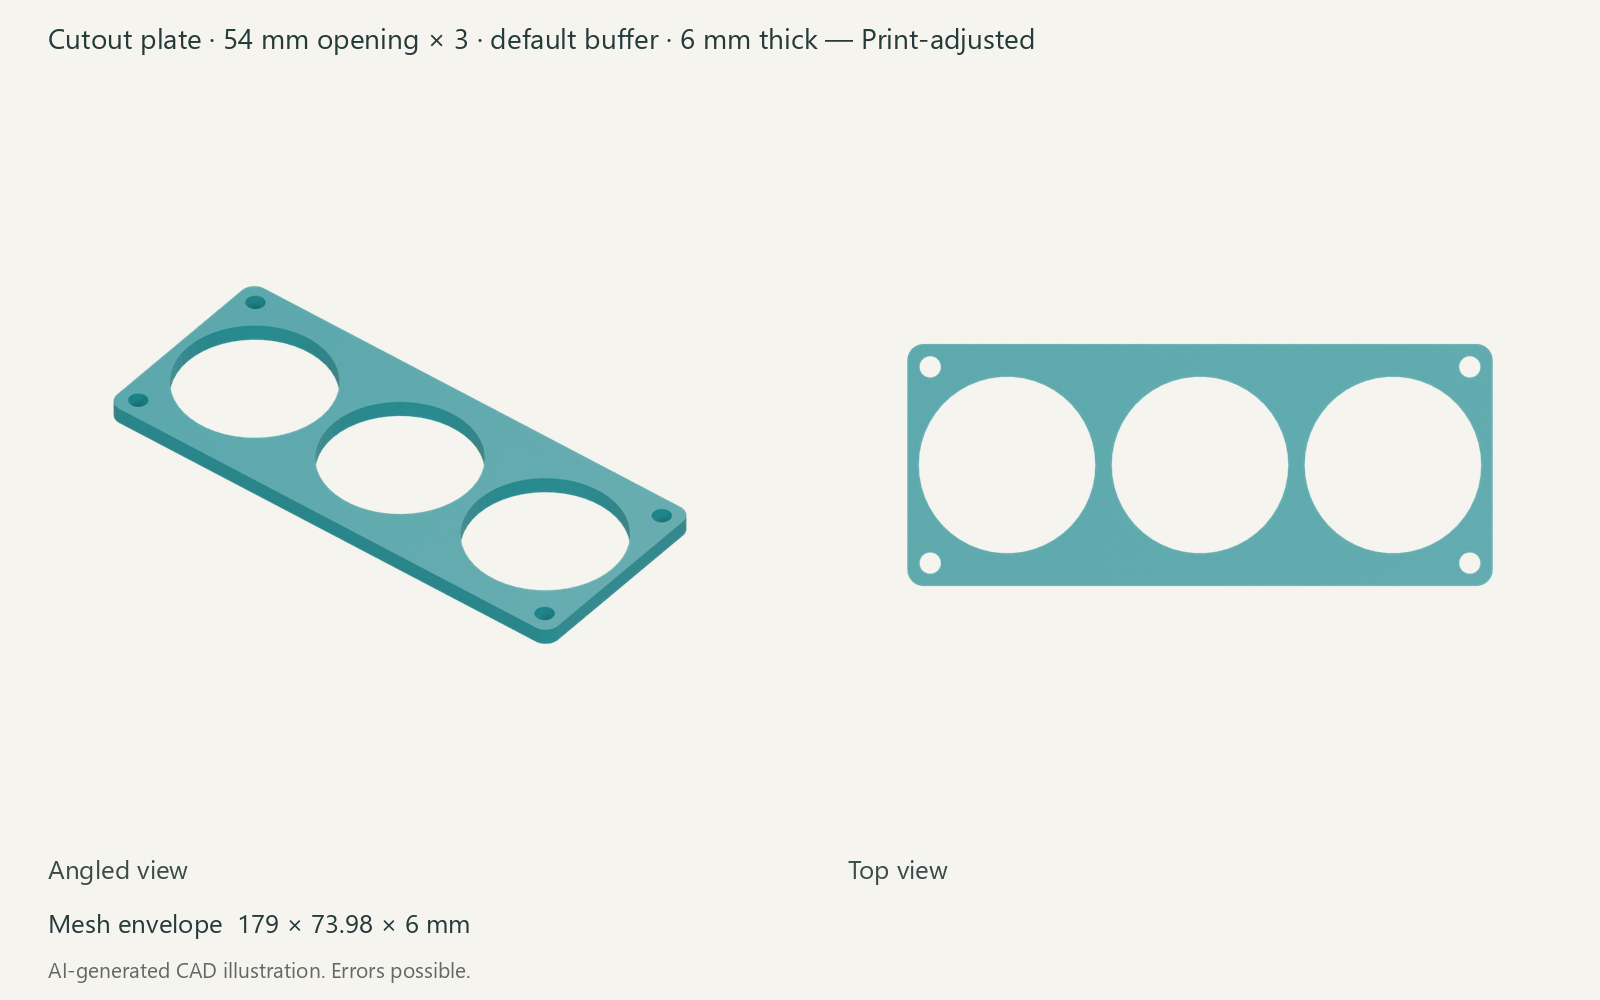 Cutout plate · 54 mm opening × 3 · default buffer · 6 mm thick — Print-adjusted
Angled view
Top view
Mesh envelope 179 × 73.98 × 6 mm
AI-generated CAD illustration. Errors possible.